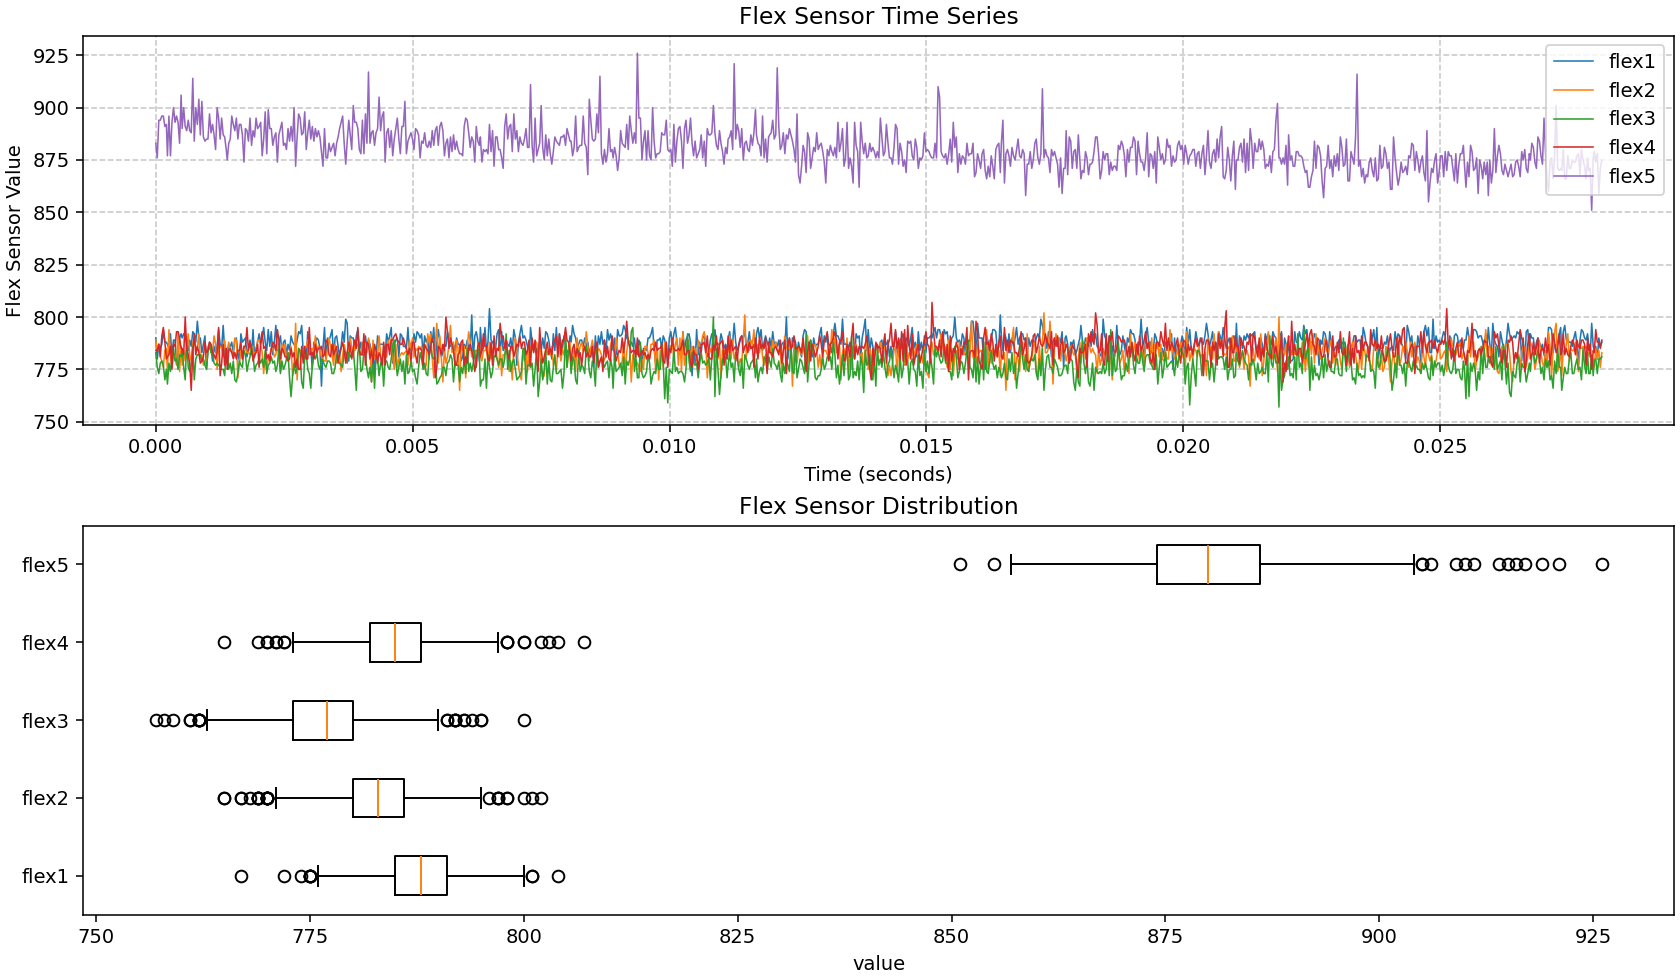 Flex Sensor Time Series
925
900
875
850
825
800
775
750
Flex Sensor Value
flex1
flex2
flex3
flex4
flex5
0.000 0.005 0.010 0.015 0.020 0.025
Time (seconds)
Flex Sensor Distribution
flex5
flex4
flex3
flex2
flex1
750 775 800 825 850 875 900 925
value